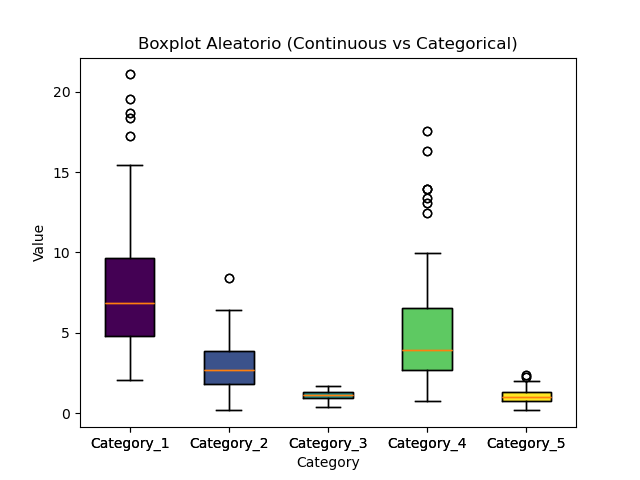 Boxplot Aleatorio (Continuous vs Categorical)
20
15
10
5
0
Value
Category_1 Category_2 Category_3 Category_4 Category_5
Category